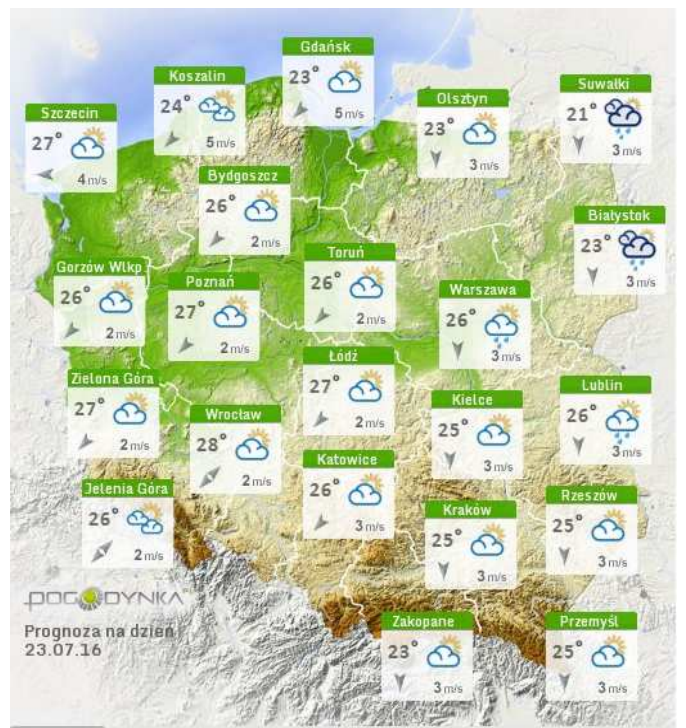 Gdańsk
23°
5 m/s
Koszalin
24°
5 m/s
Szczecin
27°
4 m/s
Olsztyn
23°
3 m/s
Suwałki
21°
3 m/s
Bydgoszcz
26°
2 m/s
Białystok
23°
3 m/s
Gorzów Wlkp
26°
2 m/s
Poznań
27°
2 m/s
Toruń
26°
2 m/s
Warszawa
26°
3 m/s
Zielona Góra
27°
2 m/s
Wrocław
28°
2 m/s
Łódź
27°
2 m/s
Kielce
25°
3 m/s
Lublin
26°
3 m/s
Jelenia Góra
26°
2 m/s
Katowice
26°
3 m/s
Kraków
25°
3 m/s
Rzeszów
25°
3 m/s
Zakopane
23°
3 m/s
Przemyśl
25°
3 m/s
POGODYNKA
Prognoza na dzień
23.07.16